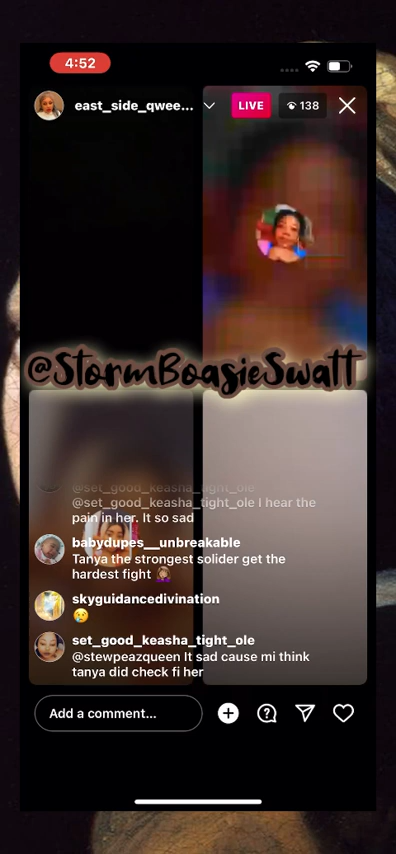 4:52
east_side_qwee...
LIVE
138
@StormBoasieSwatt
@set_good_keasha_tight_ole
@set_good_keasha_tight_ole I hear the
pain in her. It so sad
babydupes__unbreakable
Tanya the strongest solider get the
hardest fight 🤦🏾‍♀️
skyguidancedivination
😢
set_good_keasha_tight_ole
@stewpeazqueen It sad cause mi think
tanya did check fi her
Add a comment...